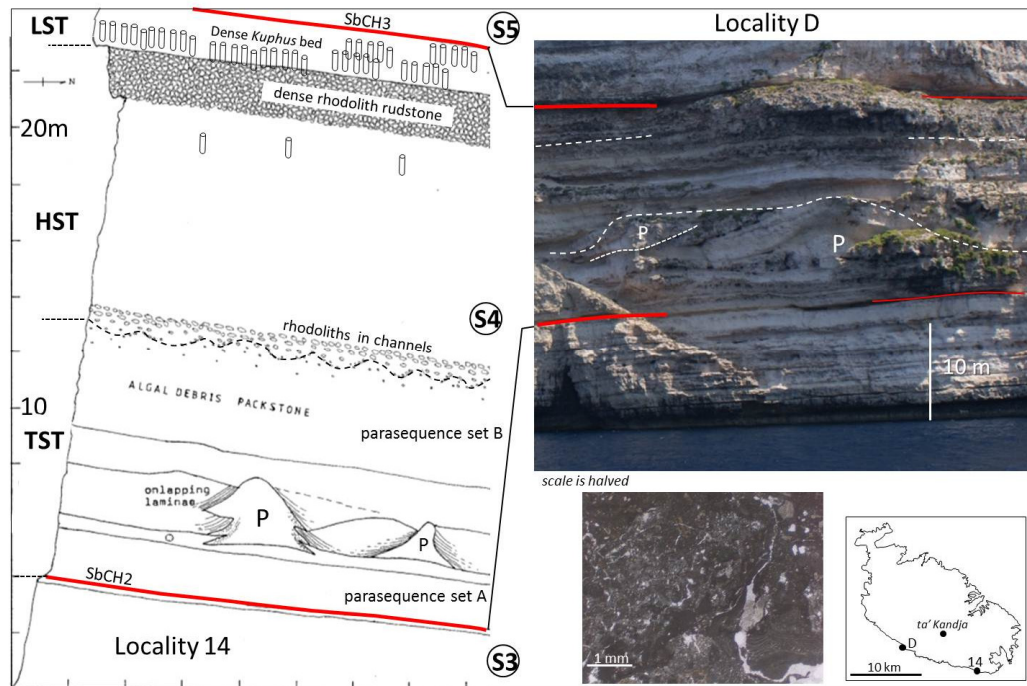 LST
SbCH3
S5
Dense Kuphus bed
N
dense rhodolith rudstone
20m
HST
rhodoliths in channels
S4
ALGAL DEBRIS PACKSTONE
10
parasequence set B
TST
onlapping
laminae
P
P
SbCH2
parasequence set A
Locality 14
S3
Locality D
P
P
10 m
scale is halved
1 mm
ta' Kandja
D
14
10 km